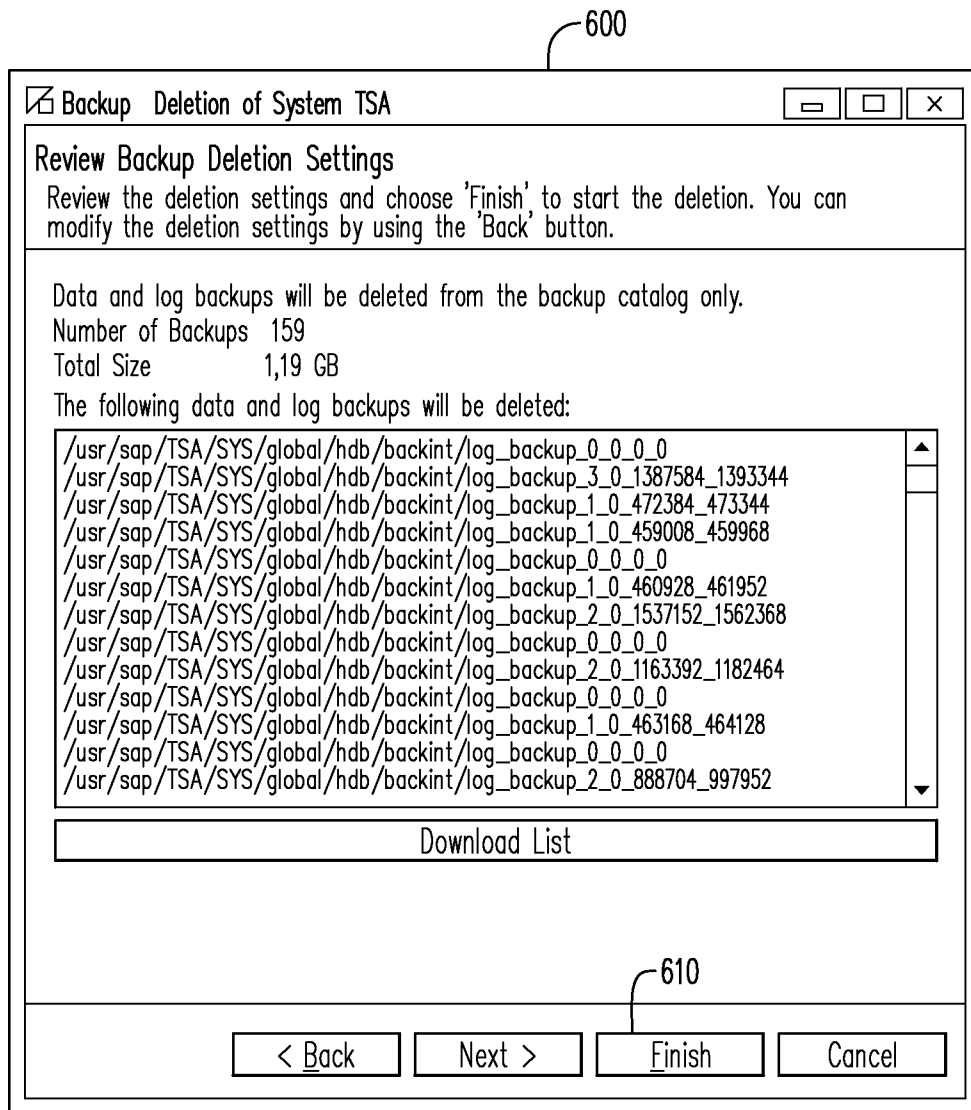 600
Backup Deletion of System TSA
Review Backup Deletion Settings
Review the deletion settings and choose 'Finish' to start the deletion. You can
modify the deletion settings by using the 'Back' button.
Data and log backups will be deleted from the backup catalog only.
Number of Backups 159
Total Size 1,19 GB
The following data and log backups will be deleted:
/usr/sap/TSA/SYS/global/hdb/backint/log_backup_0_0_0_0
/usr/sap/TSA/SYS/global/hdb/backint/log_backup_3_0_1387584_1393344
/usr/sap/TSA/SYS/global/hdb/backint/log_backup_1_0_472384_473344
/usr/sap/TSA/SYS/global/hdb/backint/log_backup_1_0_459008_459968
/usr/sap/TSA/SYS/global/hdb/backint/log_backup_0_0_0_0
/usr/sap/TSA/SYS/global/hdb/backint/log_backup_1_0_460928_461952
/usr/sap/TSA/SYS/global/hdb/backint/log_backup_2_0_1537152_1562368
/usr/sap/TSA/SYS/global/hdb/backint/log_backup_0_0_0_0
/usr/sap/TSA/SYS/global/hdb/backint/log_backup_2_0_1163392_1182464
/usr/sap/TSA/SYS/global/hdb/backint/log_backup_0_0_0_0
/usr/sap/TSA/SYS/global/hdb/backint/log_backup_1_0_463168_464128
/usr/sap/TSA/SYS/global/hdb/backint/log_backup_0_0_0_0
/usr/sap/TSA/SYS/global/hdb/backint/log_backup_2_0_888704_997952
Download List
610
< Back Next > Finish Cancel